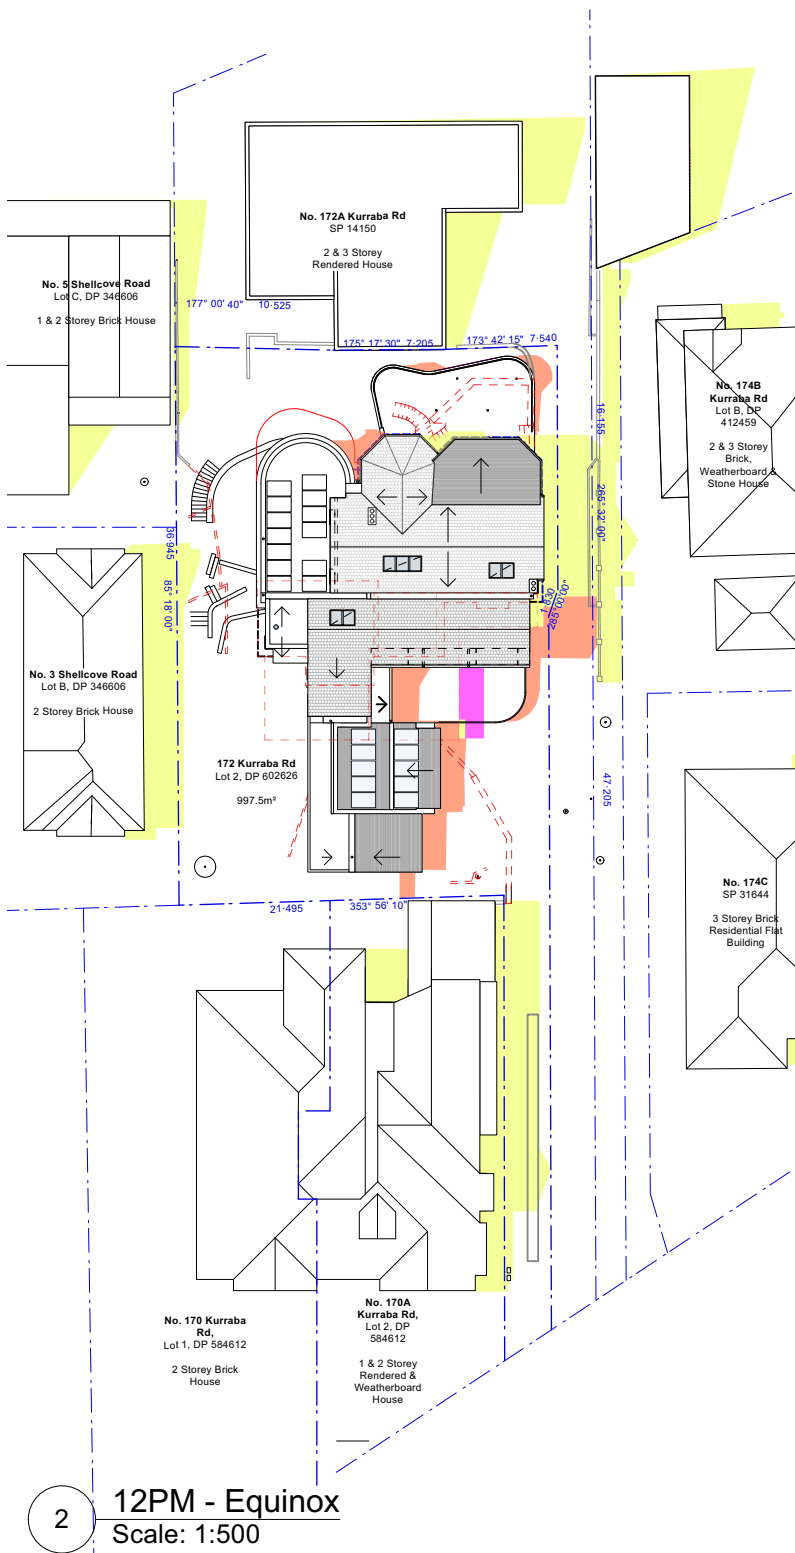 No. 172A Kurraba Rd
SP 14150
2 & 3 Storey
Rendered House
No. 5 Shellcove Road
Lot C, DP 346606
1 & 2 Storey Brick House
177° 00' 40" 10·525
175° 17' 30" 7·205
173° 42' 15" 7·540
No. 174B
Kurraba Rd
Lot B, DP
412459
2 & 3 Storey
Brick,
Weatherboard &
Stone House
16·155
265° 32' 00"
36·945
85° 18' 00"
1·830
285°00'00"
No. 3 Shellcove Road
Lot B, DP 346606
2 Storey Brick House
172 Kurraba Rd
Lot 2, DP 602626
997.5m²
47·205
No. 174C
SP 31644
3 Storey Brick
Residential Flat
Building
21·495 353° 56' 10"
No. 170 Kurraba
Rd,
Lot 1, DP 584612
2 Storey Brick
House
No. 170A
Kurraba Rd,
Lot 2, DP
584612
1 & 2 Storey
Rendered &
Weatherboard
House
2
12PM - Equinox
Scale: 1:500